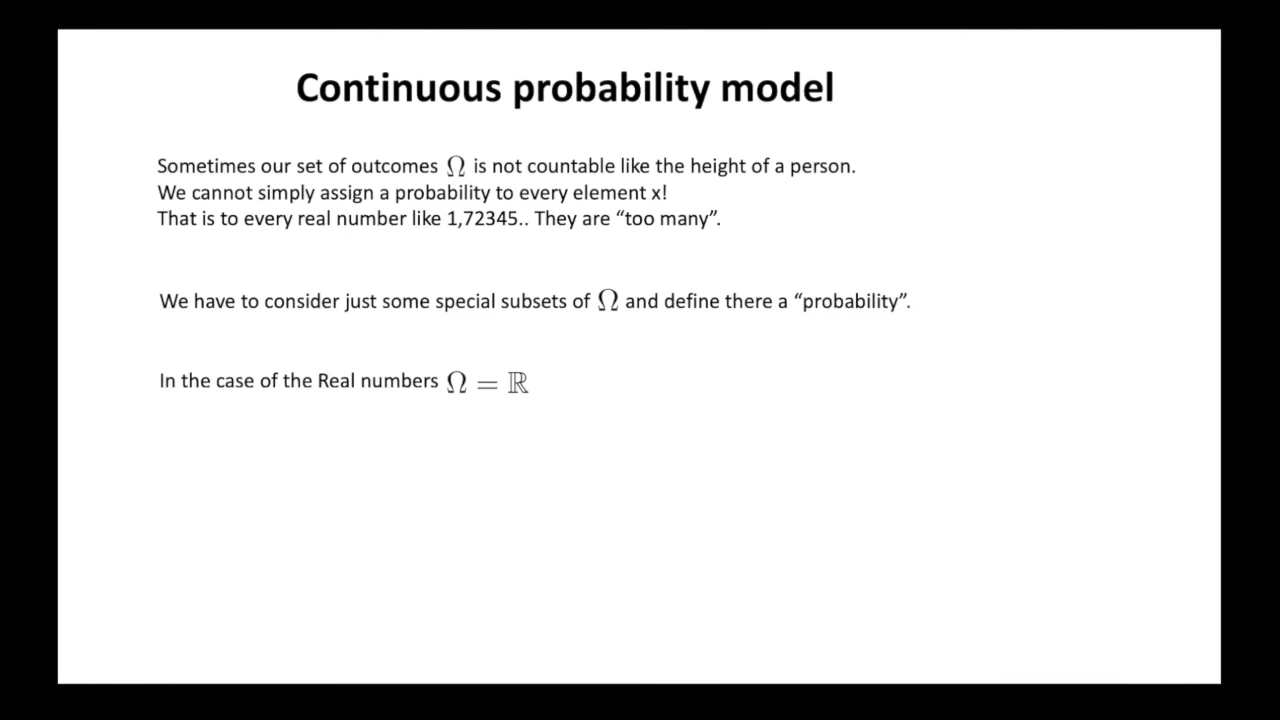 Continuous probability model
Sometimes our set of outcomes Ω is not countable like the height of a person.
We cannot simply assign a probability to every element x!
That is to every real number like 1,72345.. They are “too many”.
We have to consider just some special subsets of Ω and define there a “probability”.
In the case of the Real numbers Ω = ℝ